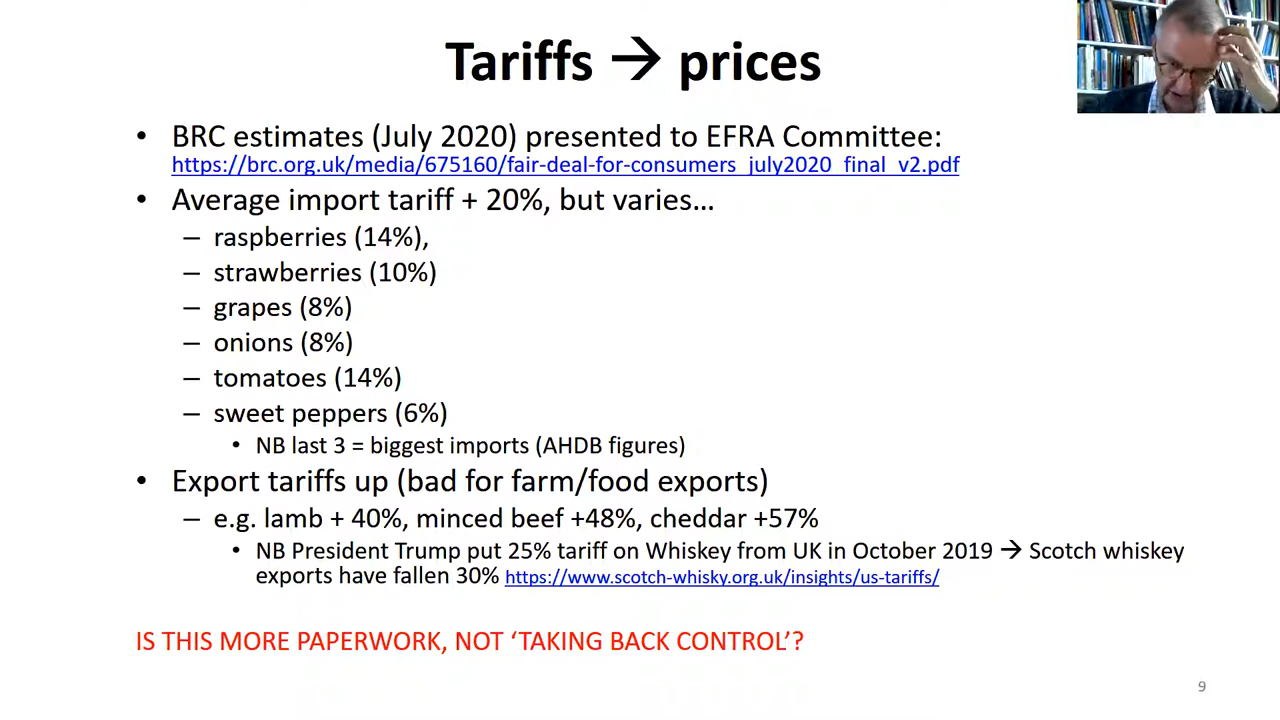 Tariffs → prices
• BRC estimates (July 2020) presented to EFRA Committee:
https://brc.org.uk/media/675160/fair-deal-for-consumers_july2020_final_v2.pdf
• Average import tariff + 20%, but varies…
– raspberries (14%),
– strawberries (10%)
– grapes (8%)
– onions (8%)
– tomatoes (14%)
– sweet peppers (6%)
• NB last 3 = biggest imports (AHDB figures)
• Export tariffs up (bad for farm/food exports)
– e.g. lamb + 40%, minced beef +48%, cheddar +57%
• NB President Trump put 25% tariff on Whiskey from UK in October 2019 → Scotch whiskey
exports have fallen 30% https://www.scotch-whisky.org.uk/insights/us-tariffs/
IS THIS MORE PAPERWORK, NOT ‘TAKING BACK CONTROL’?
9